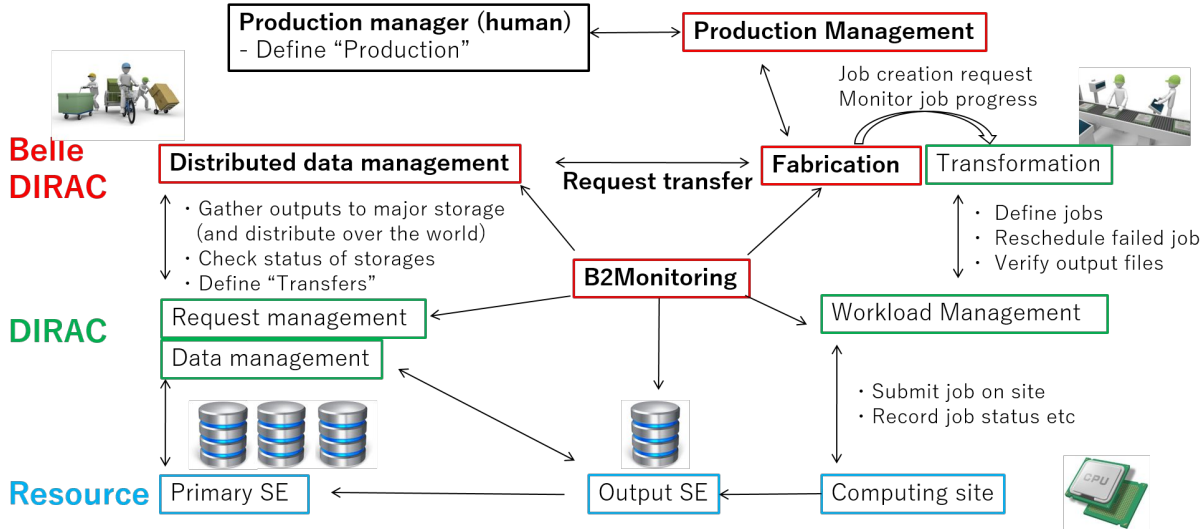 Production manager (human)
- Define “Production”
Production Management
Job creation request
Monitor job progress
Belle
DIRAC
Distributed data management
Request transfer
Fabrication
Transformation
・Gather outputs to major storage
(and distribute over the world)
・Check status of storages
・Define “Transfers”
・Define jobs
・Reschedule failed job
・Verify output files
B2Monitoring
DIRAC
Request management
Data management
Workload Management
・Submit job on site
・Record job status etc
Resource
Primary SE
Output SE
Computing site
CPU